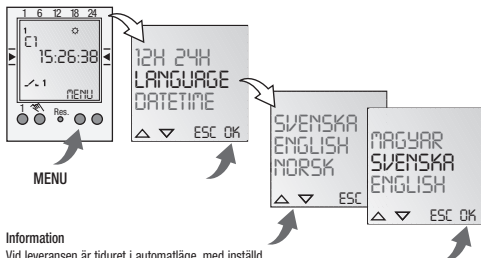 1 6 12 18 24
1
C1
15:26:38
1
MENU
1 Res.
MENU
12H 24H
LANGUAGE
DATETIME
ESC OK
SVENSKA
ENGLISH
NORSK
ESC
MAGYAR
SVENSKA
ENGLISH
ESC OK
Information
Vid leveransen är tiduret i automatläge, med inställd